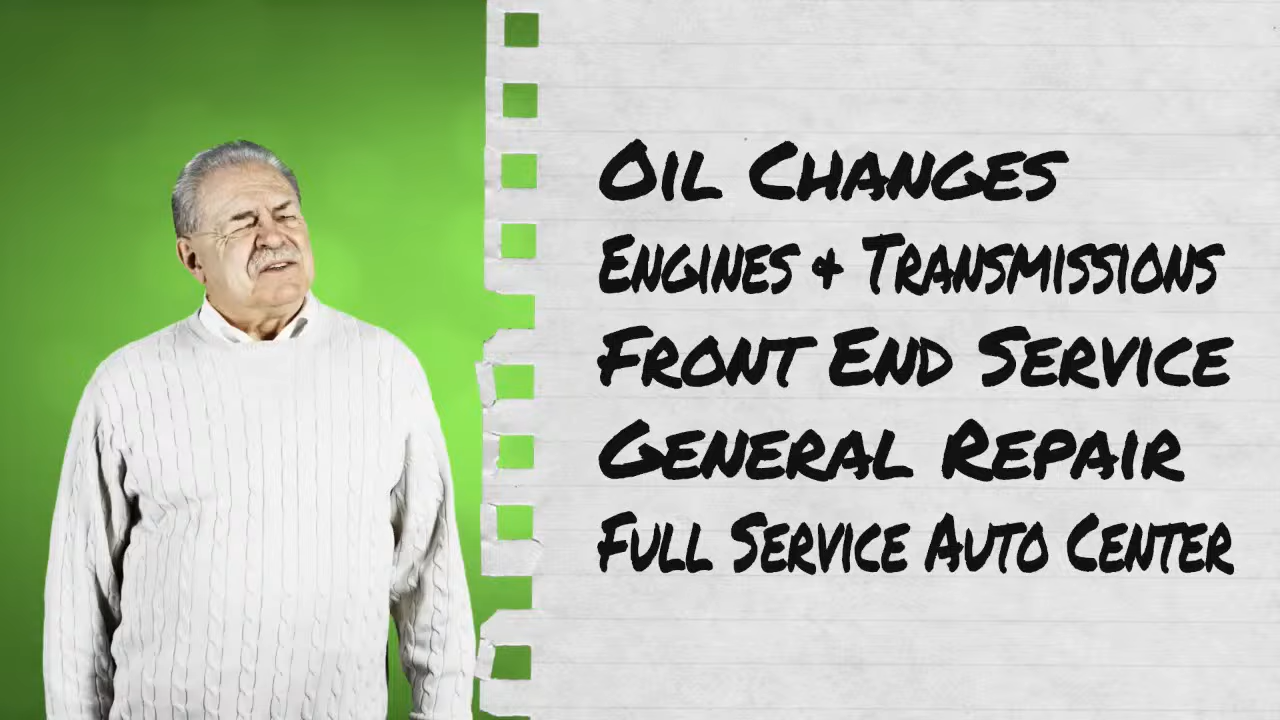 Oil Changes
Engines & Transmissions
Front End Service
General Repair
Full Service Auto Center